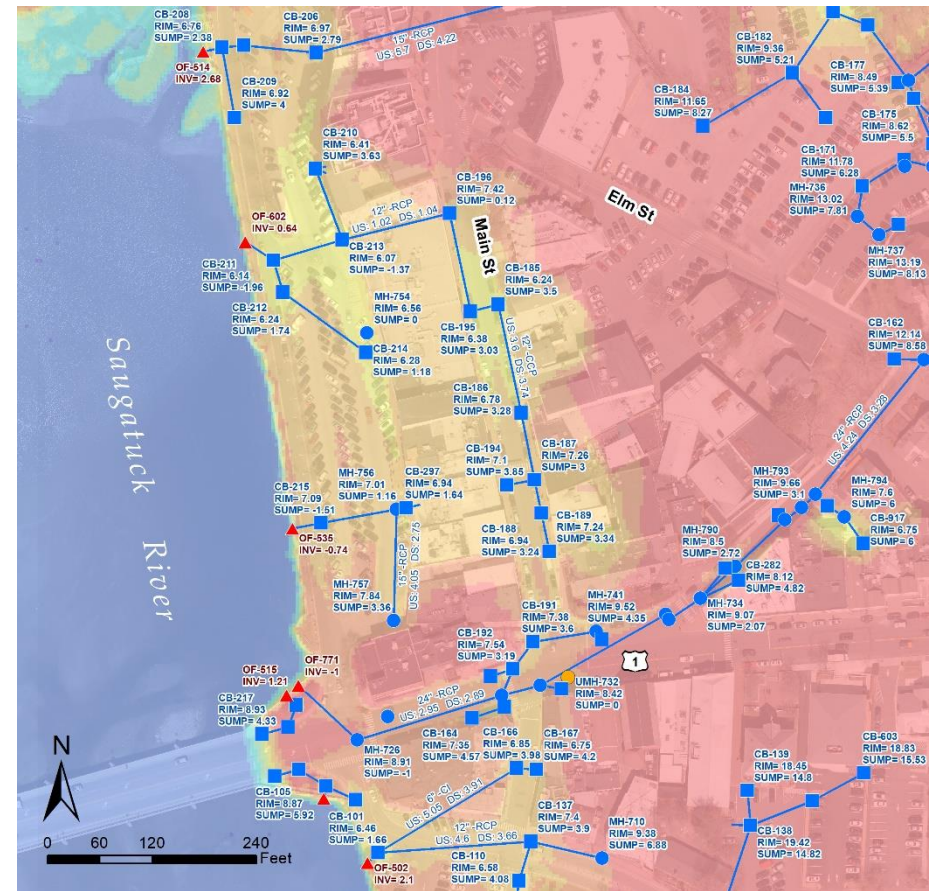 CB-208
RIM= 6.76
SUMP= 2.38
CB-206
RIM= 6.97
SUMP= 2.79
15"-RCP
US: 5.7 DS: 4.22
OF-514
INV= 2.68
CB-209
RIM= 6.92
SUMP= 4
CB-182
RIM= 9.36
SUMP= 5.21
CB-177
RIM= 8.49
SUMP= 5.39
CB-184
RIM= 11.65
SUMP= 8.27
CB-175
RIM= 8.62
SUMP= 5.5
CB-210
RIM= 6.41
SUMP= 3.63
CB-171
RIM= 11.78
SUMP= 6.28
MH-736
RIM= 13.02
SUMP= 7.81
CB-196
RIM= 7.42
SUMP= 0.12
Elm St
12"-RCP
US: 1.02 DS: 1.04
OF-602
INV= 0.64
Main St
CB-213
RIM= 6.07
SUMP= -1.37
MH-737
RIM= 13.19
SUMP= 8.13
CB-211
RIM= 6.14
SUMP= -1.96
CB-185
RIM= 6.24
SUMP= 3.5
CB-212
RIM= 6.24
SUMP= 1.74
MH-754
RIM= 6.56
SUMP= 0
CB-195
RIM= 6.38
SUMP= 3.03
CB-162
RIM= 12.14
SUMP= 8.58
CB-214
RIM= 6.28
SUMP= 1.18
12"-CCP
US: 3.6 DS: 3.74
CB-186
RIM= 6.78
SUMP= 3.28
24"-RCP
US: 4.24 DS: 3.28
Saugatuck
River
CB-194
RIM= 7.1
SUMP= 3.85
CB-187
RIM= 7.26
SUMP= 3
CB-215
RIM= 7.09
SUMP= -1.51
MH-756
RIM= 7.01
SUMP= 1.16
CB-297
RIM= 6.94
SUMP= 1.64
MH-793
RIM= 9.66
SUMP= 3.1
MH-794
RIM= 7.6
SUMP= 6
CB-917
RIM= 6.75
SUMP= 6
OF-535
INV= -0.74
15"-RCP
US: 4.05 DS: 2.75
CB-188
RIM= 6.94
SUMP= 3.24
CB-189
RIM= 7.24
SUMP= 3.34
MH-790
RIM= 8.5
SUMP= 2.72
CB-282
RIM= 8.12
SUMP= 4.82
MH-757
RIM= 7.84
SUMP= 3.36
CB-191
RIM= 7.38
SUMP= 3.6
MH-741
RIM= 9.52
SUMP= 4.35
MH-734
RIM= 9.07
SUMP= 2.07
CB-192
RIM= 7.54
SUMP= 3.19
1
OF-515
INV= 1.21
OF-771
INV= -1
UMH-732
RIM= 8.42
SUMP= 0
CB-217
RIM= 8.93
SUMP= 4.33
24"-RCP
US: 2.95 DS: 2.89
CB-164
RIM= 7.35
SUMP= 4.57
CB-166
RIM= 6.85
SUMP= 3.98
CB-167
RIM= 6.75
SUMP= 4.2
MH-726
RIM= 8.91
SUMP= -1
CB-603
RIM= 18.83
SUMP= 15.53
CB-139
RIM= 18.45
SUMP= 14.8
CB-105
RIM= 8.87
SUMP= 5.92
CB-101
RIM= 6.46
SUMP= 1.66
6"-CI
US: 5.05 DS: 3.91
CB-137
RIM= 7.4
SUMP= 3.9
MH-710
RIM= 9.38
SUMP= 6.88
12"-RCP
US: 4.6 DS: 3.66
CB-138
RIM= 19.42
SUMP= 14.82
CB-110
RIM= 6.58
SUMP= 4.08
OF-502
INV= 2.1
N
0 60 120 240
Feet